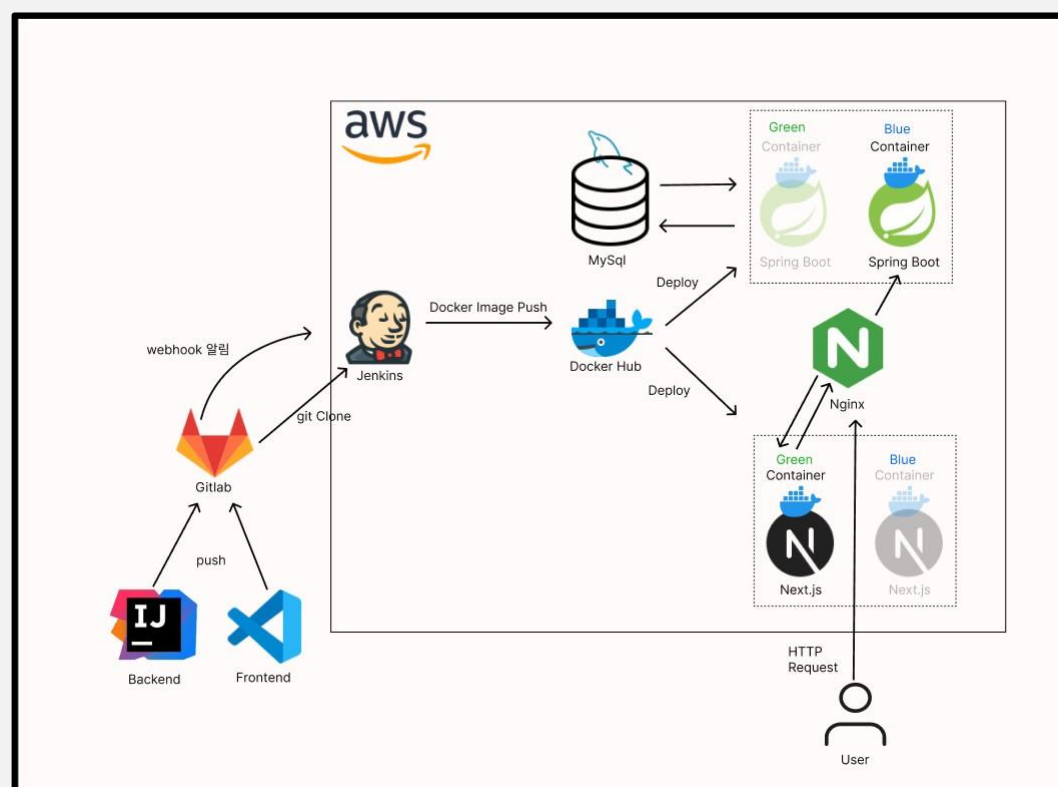 aws
Green
Container
Spring Boot
Blue
Container
Spring Boot
MySql
Deploy
Docker Image Push
Docker Hub
Deploy
Jenkins
webhook 알림
git Clone
Gitlab
push
IJ
Backend
Frontend
N
Nginx
Green
Container
N
Next.js
Blue
Container
N
Next.js
HTTP
Request
User